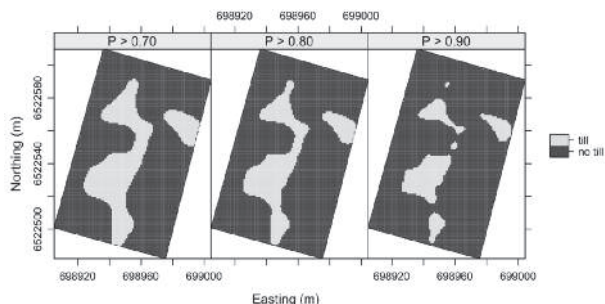 698920 698960 699000
P > 0.70 P > 0.80 P > 0.90
6522580
6522540
6522500
Northing (m)
till
no till
698920 698960 699000 698920 698960 699000
Easting (m)